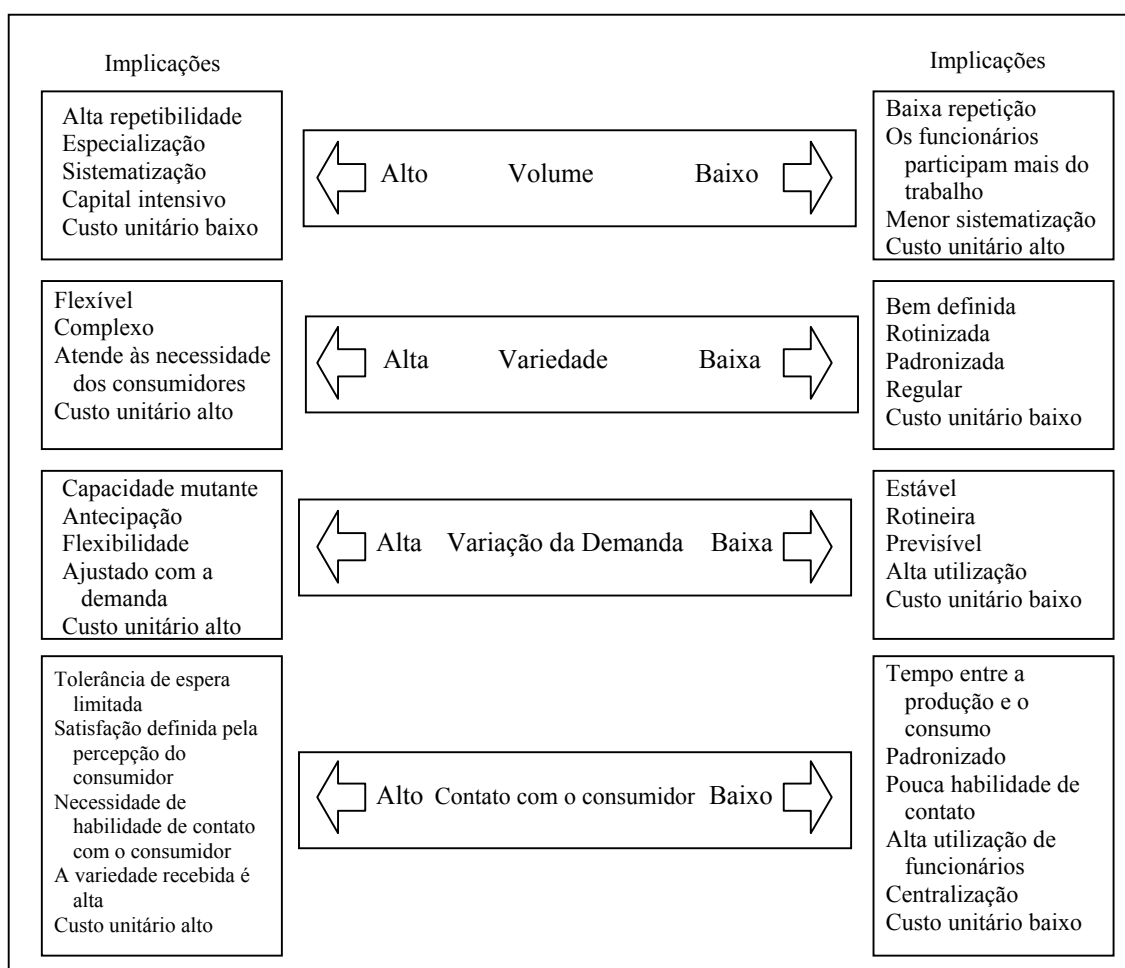 Implicações
Implicações
Alta repetibilidade
Especialização
Sistematização
Capital intensivo
Custo unitário baixo
Alto Volume Baixo
Baixa repetição
Os funcionários
participam mais do
trabalho
Menor sistematização
Custo unitário alto
Flexível
Complexo
Atende às necessidade
dos consumidores
Custo unitário alto
Alta Variedade Baixa
Bem definida
Rotinizada
Padronizada
Regular
Custo unitário baixo
Capacidade mutante
Antecipação
Flexibilidade
Ajustado com a
demanda
Custo unitário alto
Alta Variação da Demanda Baixa
Estável
Rotineira
Previsível
Alta utilização
Custo unitário baixo
Tolerância de espera
limitada
Satisfação definida pela
percepção do
consumidor
Necessidade de
habilidade de contato
com o consumidor
A variedade recebida é
alta
Custo unitário alto
Alto Contato com o consumidor Baixo
Tempo entre a
produção e o
consumo
Padronizado
Pouca habilidade de
contato
Alta utilização de
funcionários
Centralização
Custo unitário baixo